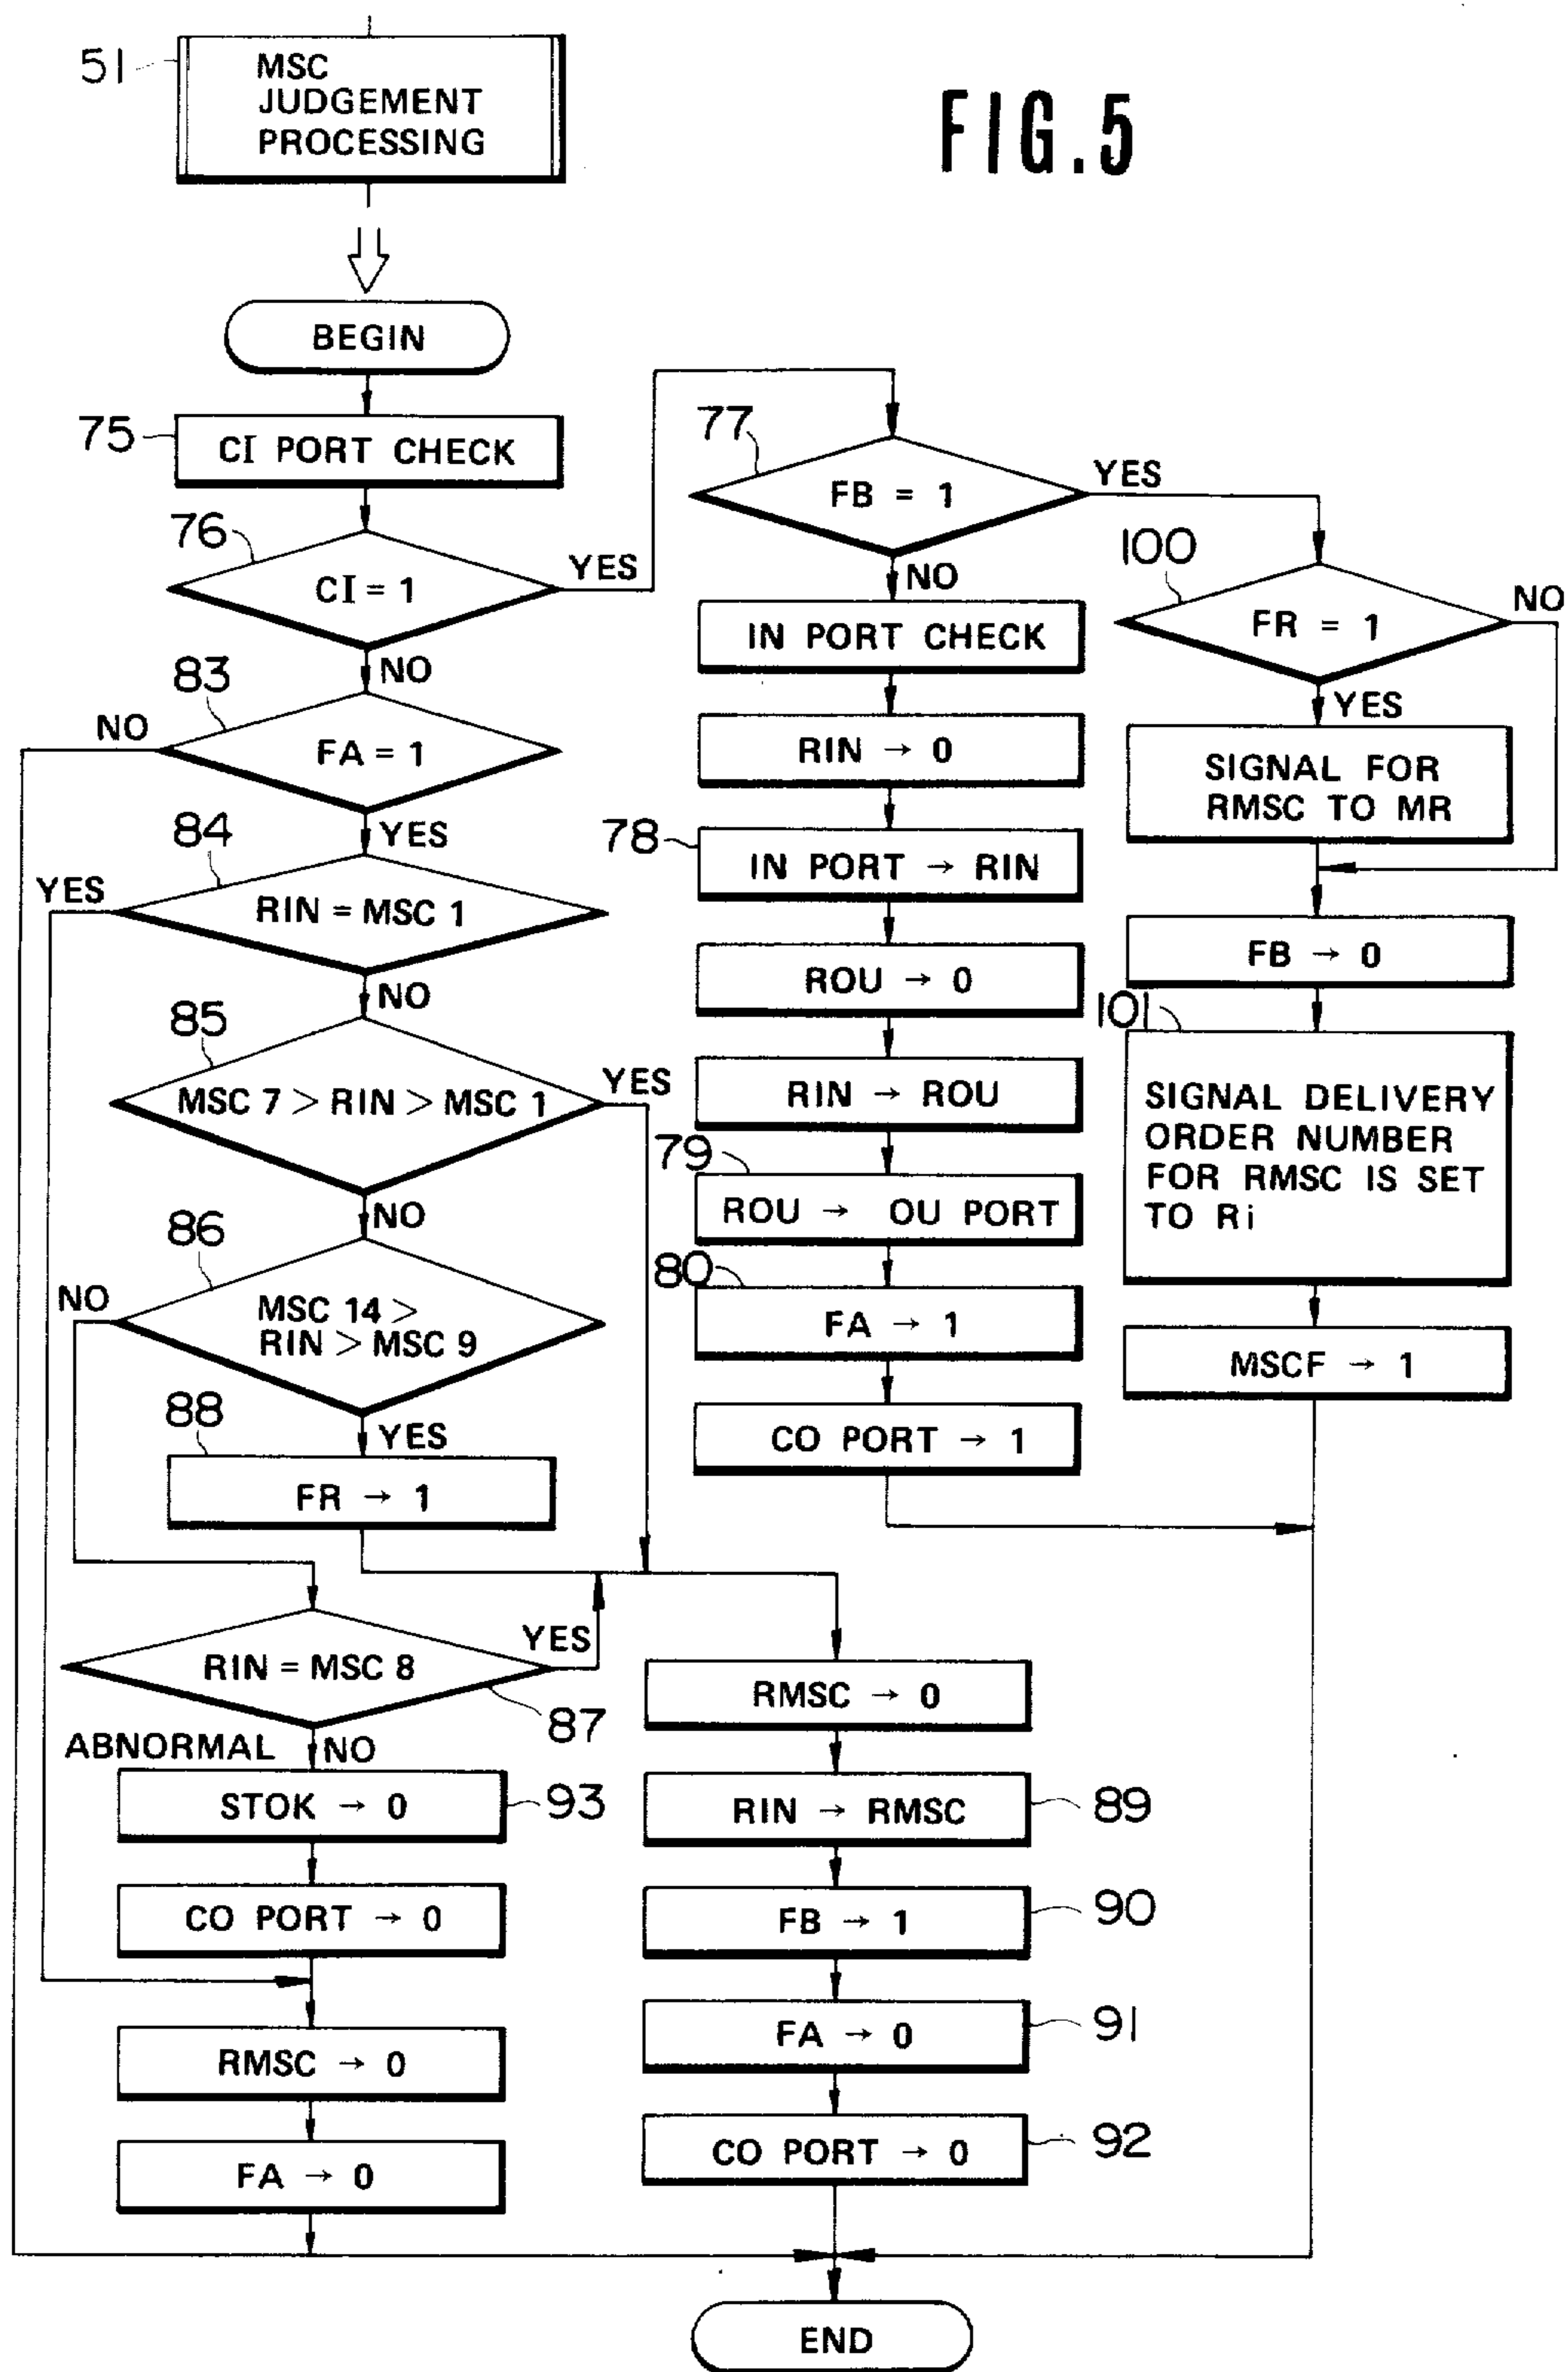 51
MSC
JUDGEMENT
PROCESSING
FIG.5
BEGIN
75
CI PORT CHECK
76
CI = 1
YES
NO
83
NO
FA = 1
YES
84
YES
RIN = MSC 1
NO
85
MSC 7 > RIN > MSC 1
YES
NO
86
NO
MSC 14 >
RIN > MSC 9
88
YES
FR → 1
RIN = MSC 8
YES
87
ABNORMAL
NO
STOK → 0
93
CO PORT → 0
RMSC → 0
FA → 0
77
FB = 1
YES
NO
IN PORT CHECK
RIN → 0
78
IN PORT → RIN
ROU → 0
RIN → ROU
79
ROU → OU PORT
80
FA → 1
CO PORT → 1
RMSC → 0
RIN → RMSC
89
FB → 1
90
FA → 0
91
CO PORT → 0
92
100
FR = 1
NO
YES
SIGNAL FOR
RMSC TO MR
FB → 0
101
SIGNAL DELIVERY
ORDER NUMBER
FOR RMSC IS SET
TO Ri
MSCF → 1
END